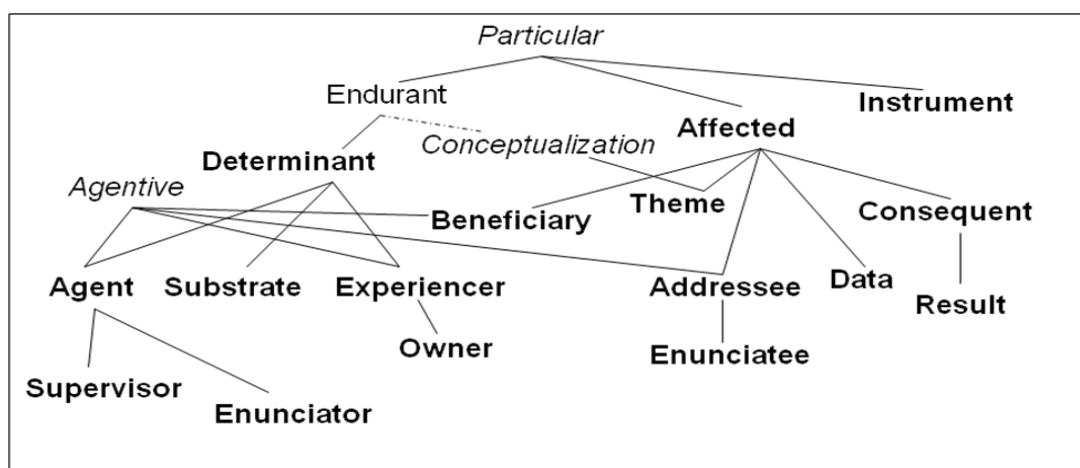 Particular
Endurant
Instrument
Affected
Conceptualization
Determinant
Agentive
Theme
Beneficiary
Consequent
Agent
Substrate
Experiencer
Addressee
Data
Result
Owner
Enunciatee
Supervisor
Enunciator